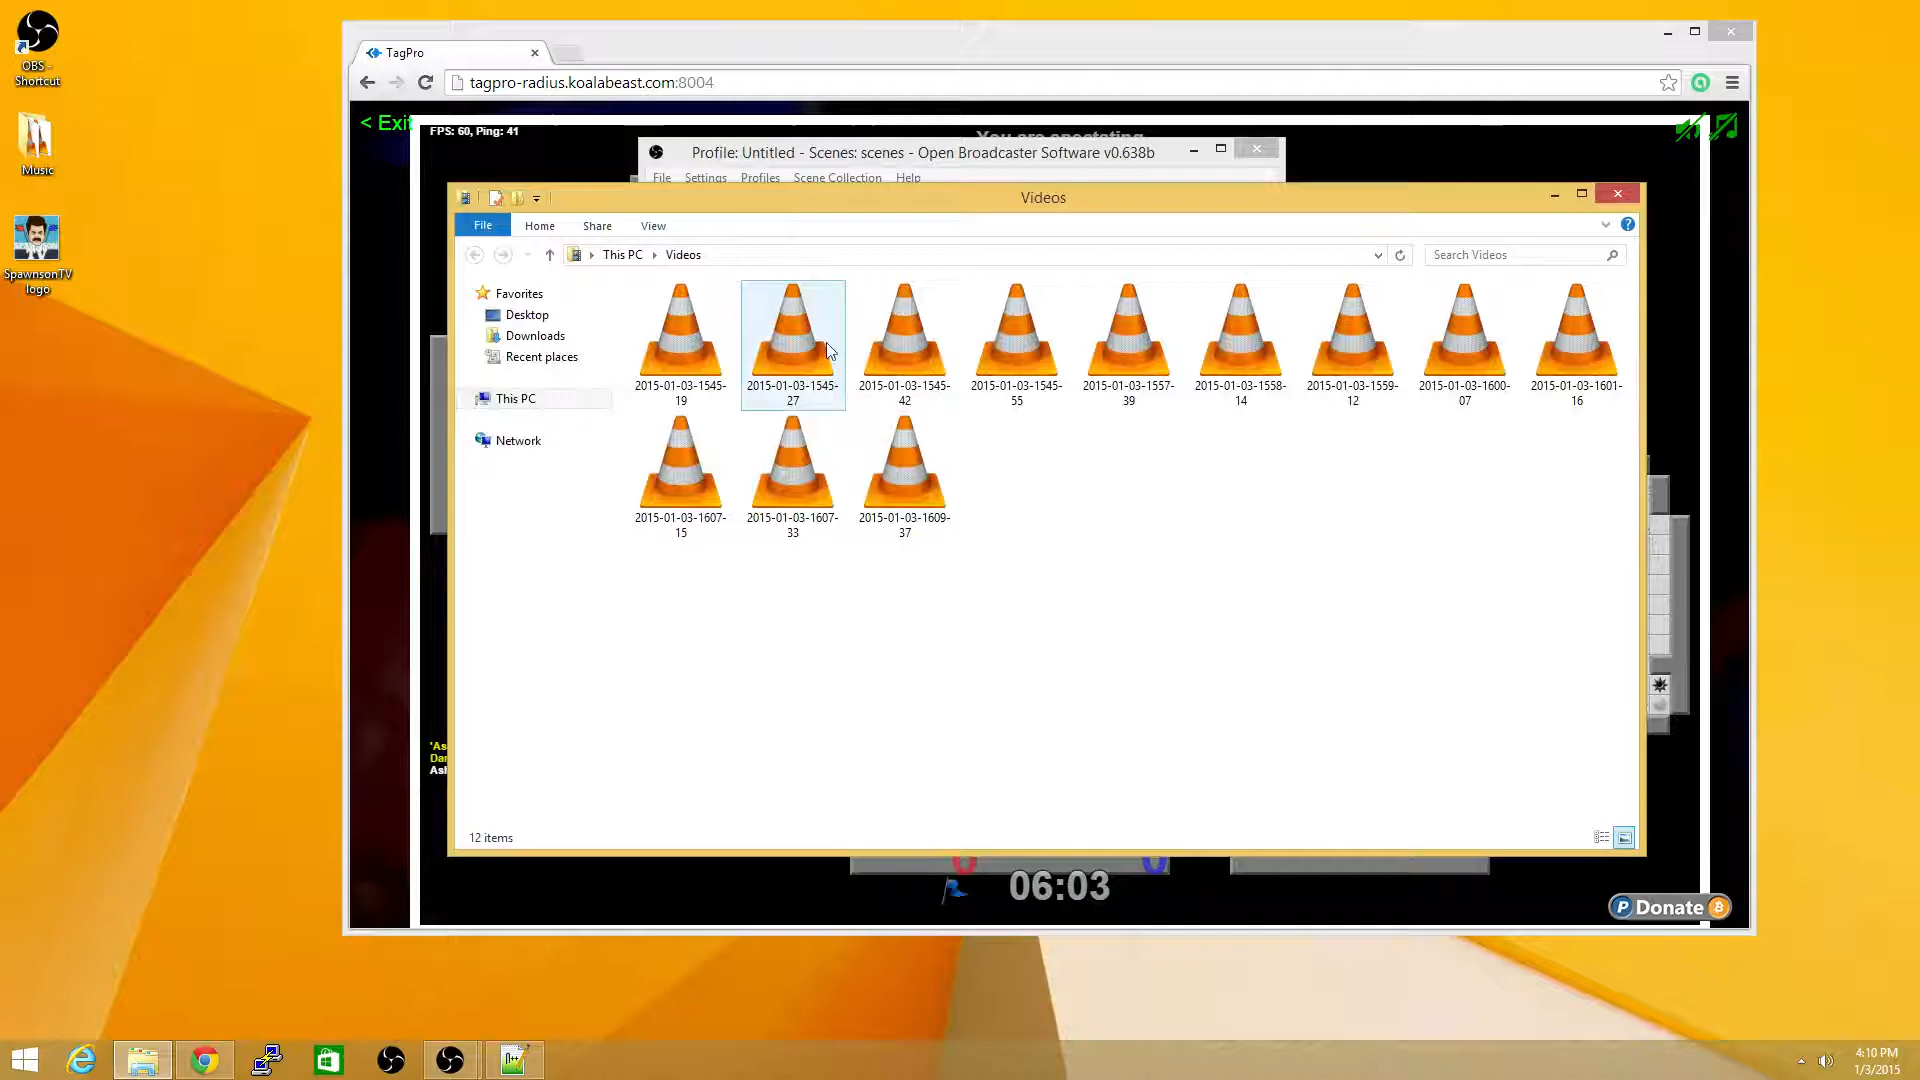 OBS -
Shortcut
Music
SpawnsonTV
logo
TagPro
tagpro-radius.koalabeast.com:8004
< Exit
FPS: 60, Ping: 41
You are spectating
Profile: Untitled - Scenes: scenes - Open Broadcaster Software v0.638b
File Settings Profiles Scene Collection Help
Videos
File Home Share View
This PC Videos
Search Videos
Favorites
Desktop
Downloads
Recent places
This PC
Network
2015-01-03-1545-
19
2015-01-03-1545-
27
2015-01-03-1545-
42
2015-01-03-1545-
55
2015-01-03-1557-
39
2015-01-03-1558-
14
2015-01-03-1559-
12
2015-01-03-1600-
07
2015-01-03-1601-
16
2015-01-03-1607-
15
2015-01-03-1607-
33
2015-01-03-1609-
37
12 items
06:03
Donate
4:10 PM
1/3/2015